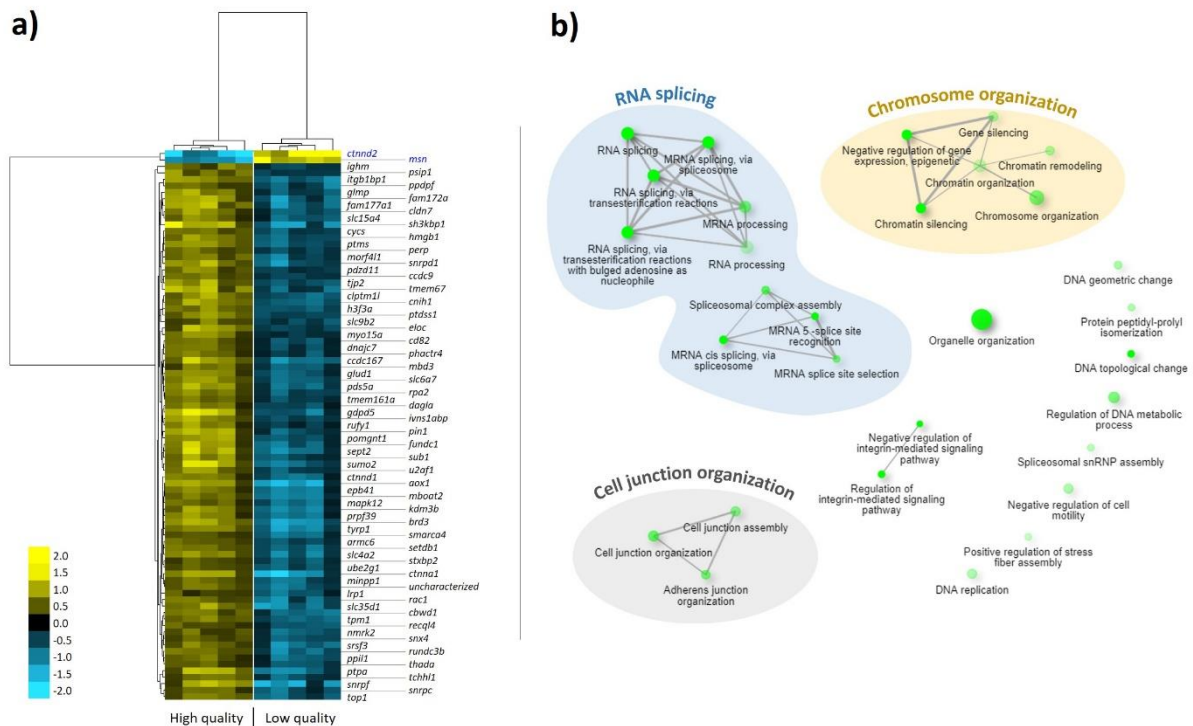 a)
ctnnd2
msn
ighm
psip1
itgb1bp1
ppdpf
glmp
fam172a
fam177a1
cldn7
slc15a4
sh3kbp1
cycs
hmgb1
ptms
perp
morf4l1
snrpd1
pdzd11
ccdc9
tjp2
tmem67
clptm1l
cnih1
h3f3a
ptdss1
slc9b2
eloc
myo15a
cd82
dnajc7
phactr4
ccdc167
mbd3
glud1
slc6a7
pds5a
rpa2
tmem161a
dagla
gdpd5
ivns1abp
rufy1
pin1
pomgnt1
fundc1
sept2
sub1
sumo2
u2af1
ctnnd1
aox1
epb41
mboat2
mapk12
kdm3b
prpf39
brd3
tyrp1
smarca4
armc6
setdb1
slc4a2
stxbp2
ube2g1
ctnna1
minpp1
uncharacterized
lrp1
rac1
slc35d1
cbwd1
tpm1
recql4
nmrk2
snx4
srsf3
rundc3b
ppil1
thada
ptpa
tchhl1
snrpf
snrpc
top1
2.0
1.5
1.0
0.5
0.0
-0.5
-1.0
-1.5
-2.0
High quality
Low quality
b)
RNA splicing
RNA splicing
MRNA splicing, via
spliceosome
RNA splicing, via
transesterification reactions
MRNA processing
RNA splicing, via
transesterification reactions
with bulged adenosine as
nucleophile
RNA processing
Spliceosomal complex assembly
MRNA 5 -splice site
recognition
MRNA cis splicing, via
spliceosome
MRNA splice site selection
Chromosome organization
Gene silencing
Negative regulation of gene
expression, epigenetic
Chromatin remodeling
Chromatin organization
Chromosome organization
Chromatin silencing
DNA geometric change
Protein peptidyl-prolyl
isomerization
Organelle organization
DNA topological change
Regulation of DNA metabolic
process
Negative regulation of
integrin-mediated signaling
pathway
Spliceosomal snRNP assembly
Regulation of
integrin-mediated signaling
pathway
Negative regulation of cell
motility
Positive regulation of stress
fiber assembly
DNA replication
Cell junction organization
Cell junction assembly
Cell junction organization
Adherens junction
organization